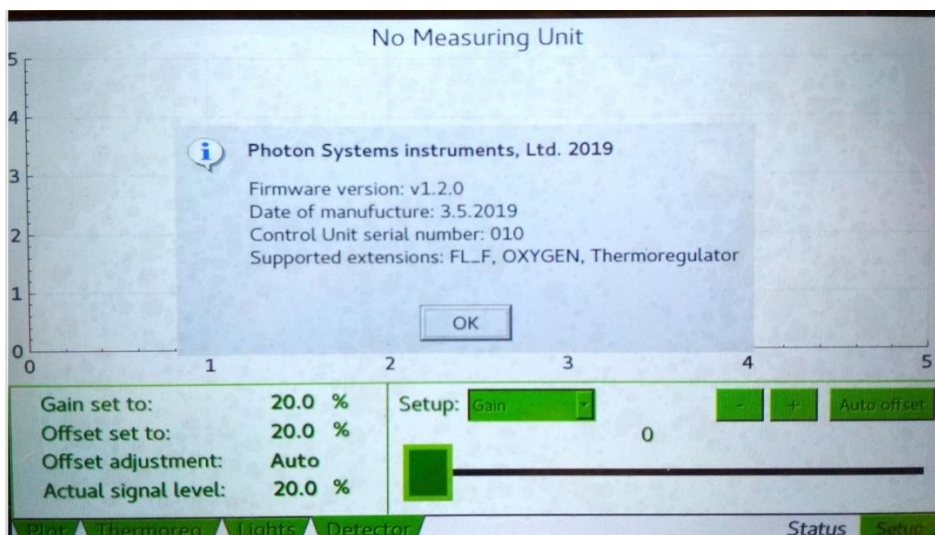 No Measuring Unit
5
4
3
2
1
0
Photon Systems instruments, Ltd. 2019
Firmware version: v1.2.0
Date of manufucture: 3.5.2019
Control Unit serial number: 010
Supported extensions: FL_F, OXYGEN, Thermoregulator
OK
0 1 2 3 4 5
Gain set to: 20.0 %
Offset set to: 20.0 %
Offset adjustment: Auto
Actual signal level: 20.0 %
Setup: Gain - + Auto offset
0
Plot Thermoreg Lights Detector Status Setup